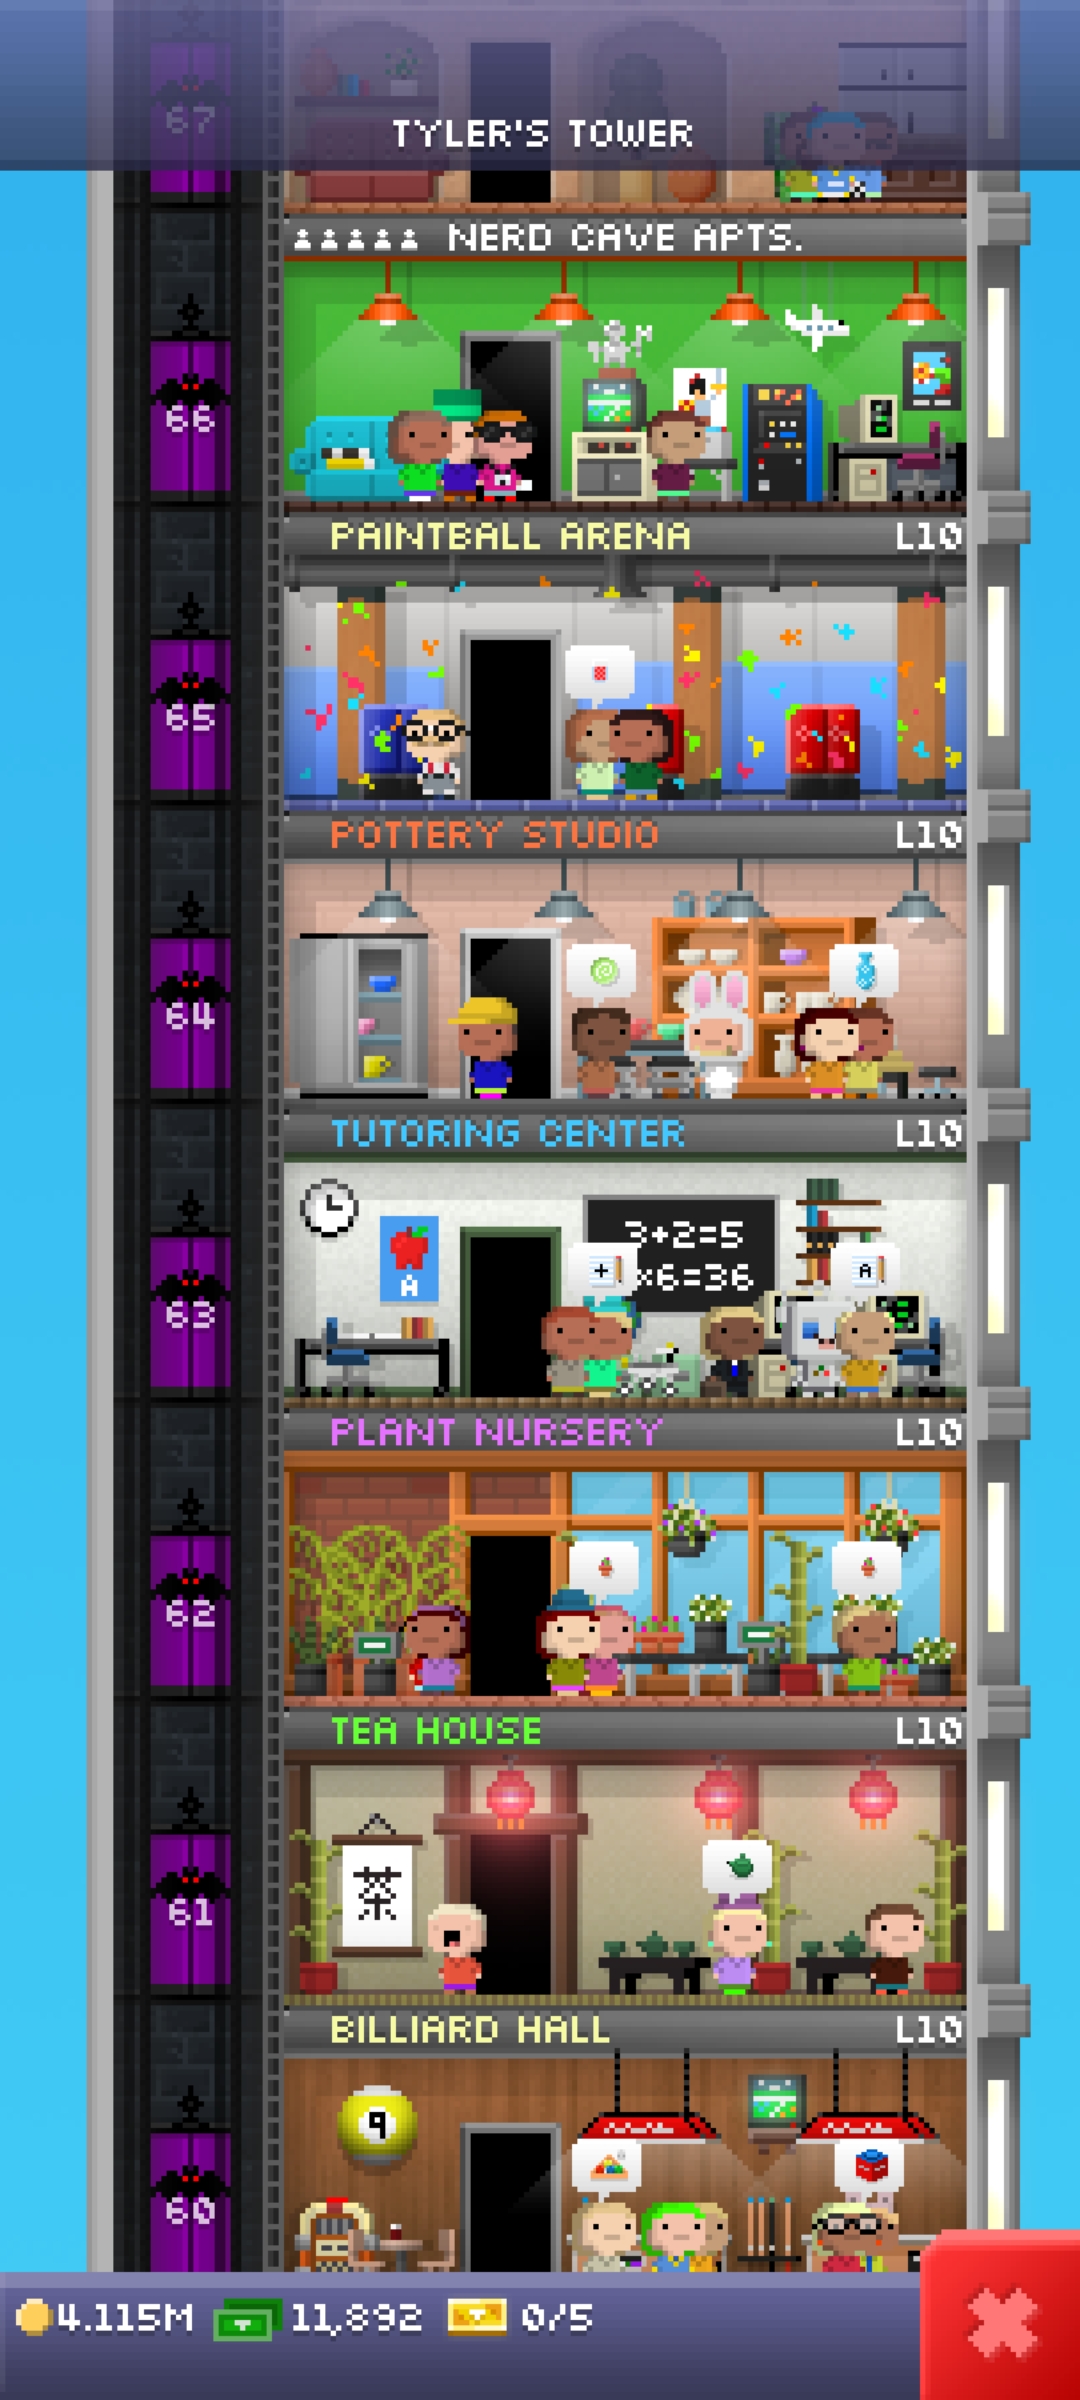 67
TYLER'S TOWER
NERD CAVE APTS.
66
PAINTBALL ARENA L10
65
POTTERY STUDIO L10
64
TUTORING CENTER L10
3+2=5
x6=36
+
A
A
63
PLANT NURSERY L10
62
TEA HOUSE L10
茶
61
BILLIARD HALL L10
9
60
4.115M 11,892 0/5